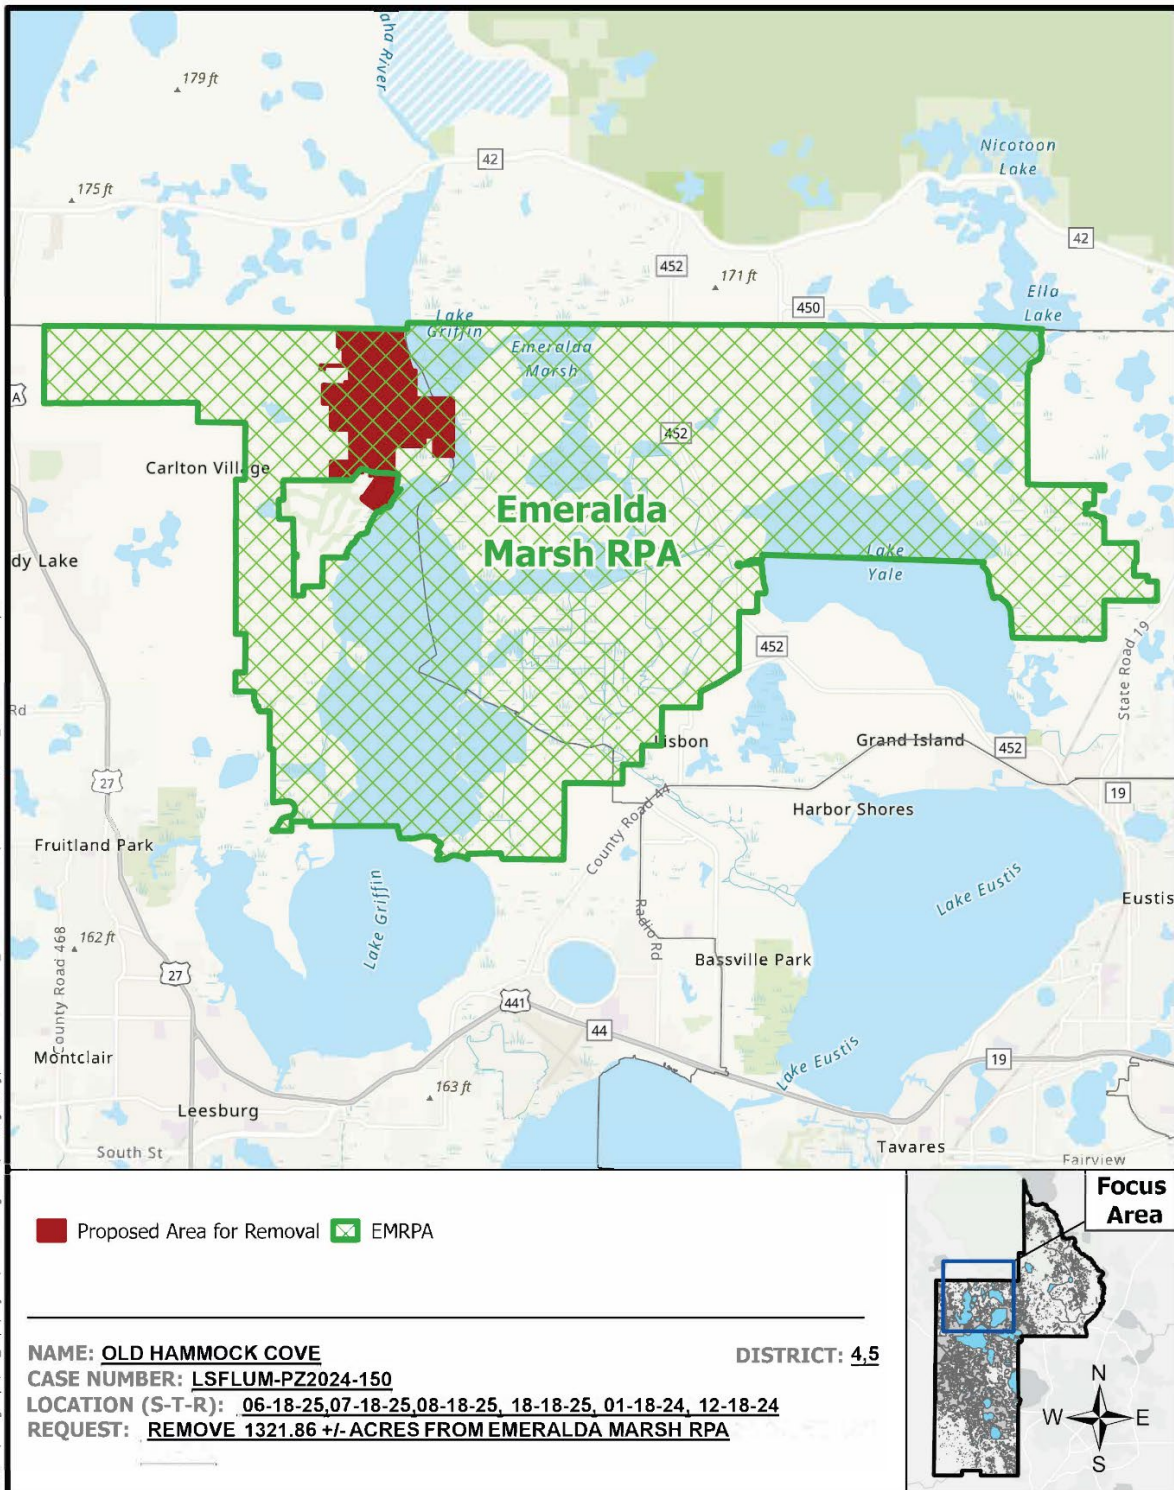 aha River
179 ft
42
Nicotoon
Lake
175 ft
42
452
171 ft
450
Ella
Lake
Lake
Griffin
Emeralda
Marsh
A
452
Carlton Village
Emeralda
Marsh RPA
dy Lake
Lake
Yale
452
State Road 19
Rd
Lisbon
Grand Island
452
27
19
County Road 44
Harbor Shores
Fruitland Park
Lake Griffin
Lake Eustis
Eustis
Radio Rd
162 ft
County Road 468
Bassville Park
27
441
44
Montclair
Lake Eustis
19
163 ft
Leesburg
South St
Tavares
Fairview
Proposed Area for Removal EMRPA
Focus
Area
NAME: OLD HAMMOCK COVE DISTRICT: 4,5
CASE NUMBER: LSFLUM-PZ2024-150
LOCATION (S-T-R): 06-18-25,07-18-25,08-18-25, 18-18-25, 01-18-24, 12-18-24
REQUEST: REMOVE 1321.86 +/- ACRES FROM EMERALDA MARSH RPA
N
W E
S